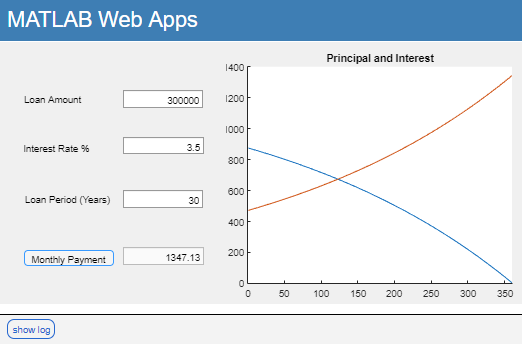 MATLAB Web Apps
Loan Amount 300000
Interest Rate % 3.5
Loan Period (Years) 30
Monthly Payment 1347.13
Principal and Interest
1400
1200
1000
800
600
400
200
0
0 50 100 150 200 250 300 350
show log